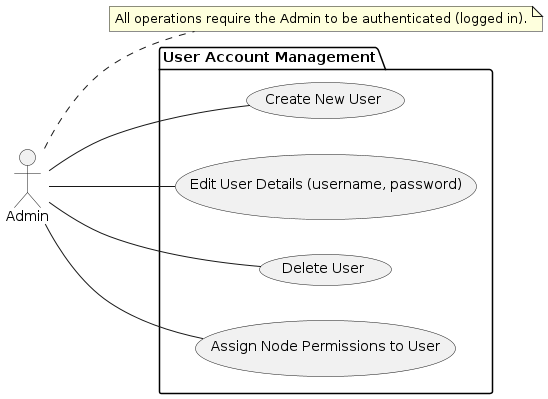 All operations require the Admin to be authenticated (logged in).
User Account Management
Create New User
Edit User Details (username, password)
Admin
Delete User
Assign Node Permissions to User